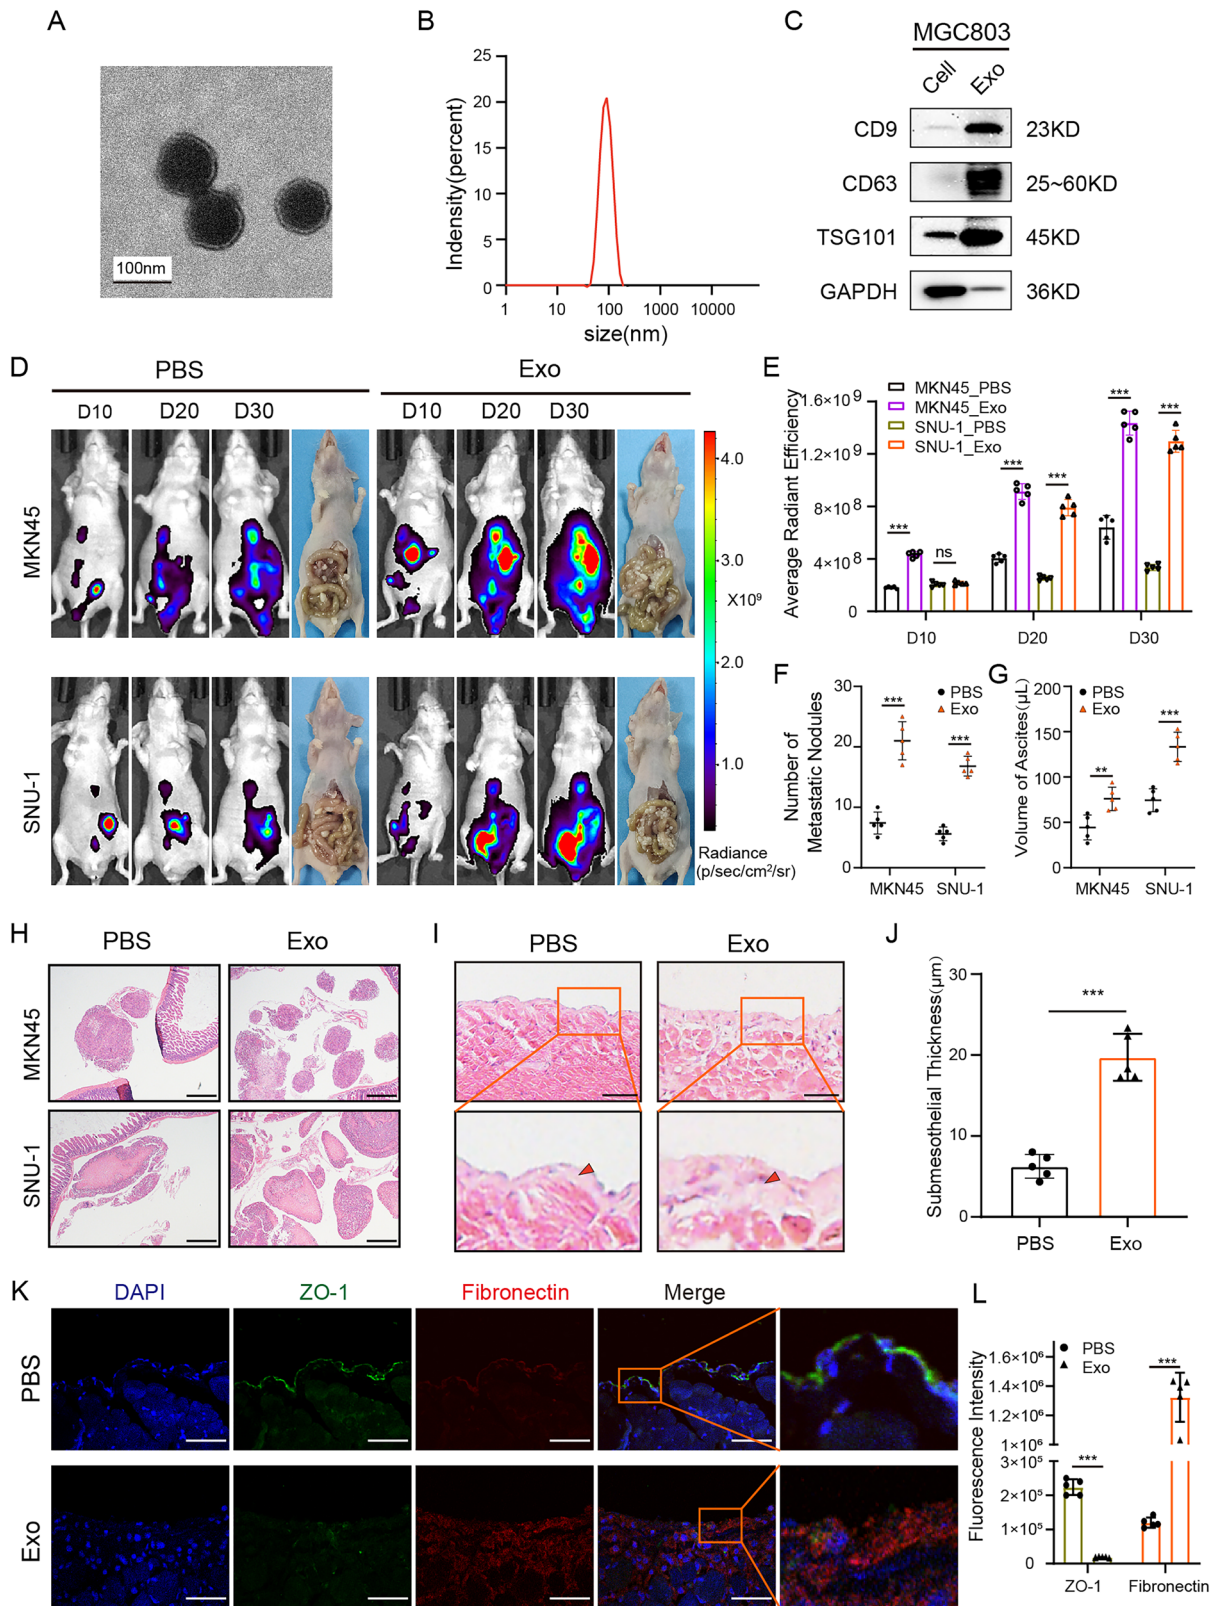 A
100nm
B
Indensity(percent)
25
20
15
10
5
0
1 10 100 1000 10000
size(nm)
C
MGC803
Cell Exo
CD9 23KD
CD63 25~60KD
TSG101 45KD
GAPDH 36KD
D
PBS Exo
D10 D20 D30 D10 D20 D30
MKN45
SNU-1
4.0
3.0
X10⁹
2.0
1.0
Radiance
(p/sec/cm²/sr)
E
MKN45_PBS
MKN45_Exo
SNU-1_PBS
SNU-1_Exo
Average Radiant Efficiency
1.6×10⁹
1.2×10⁹
8×10⁸
4×10⁸
0
*** ns *** *** *** ***
D10 D20 D30
F
PBS
Exo
Number of
Metastatic Nodules
30
20
10
0
*** ***
MKN45 SNU-1
G
PBS
Exo
Volume of Ascites(μL)
200
150
100
50
0
** ***
MKN45 SNU-1
H
PBS Exo
MKN45
SNU-1
I
PBS Exo
J
Submesothelial Thickness(μm)
30
20
10
0
***
PBS Exo
K
DAPI ZO-1 Fibronectin Merge
PBS
Exo
L
PBS
Exo
Fluorescence Intensity
1.6×10⁶
1.4×10⁶
1.2×10⁶
1×10⁶
3×10⁵
2×10⁵
1×10⁵
0
*** ***
ZO-1 Fibronectin